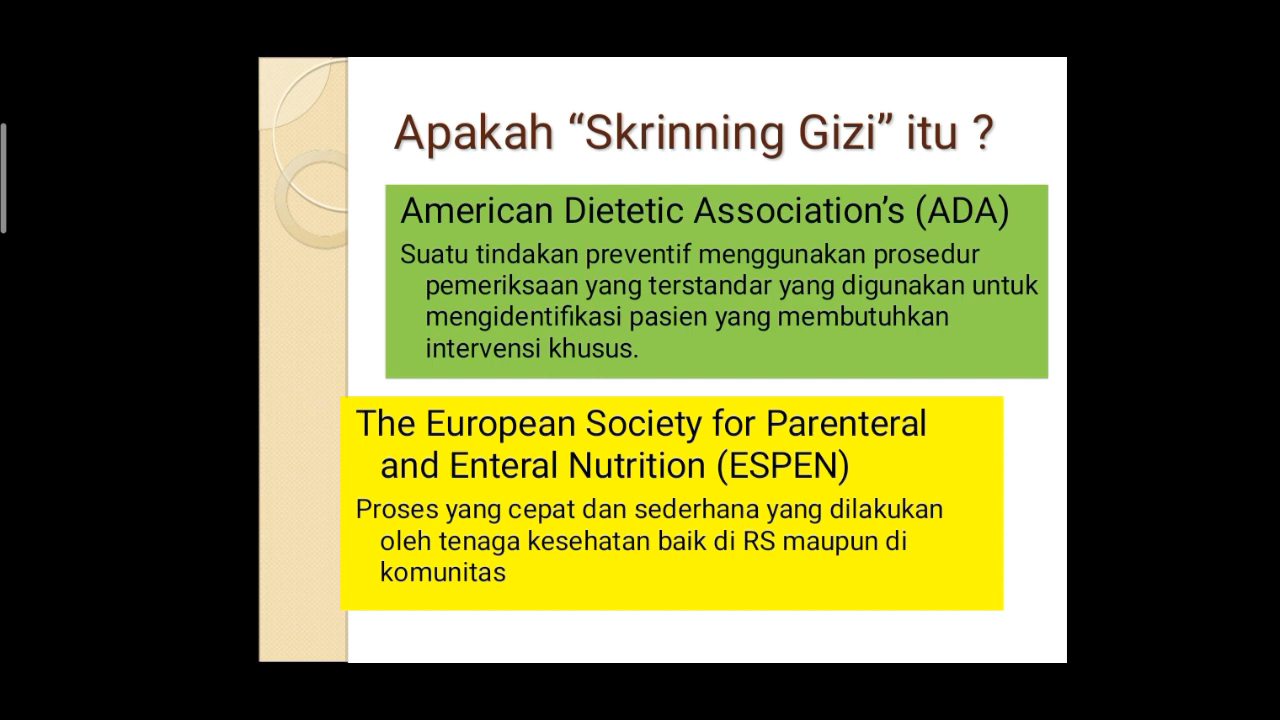 Apakah “Skrinning Gizi” itu ?
American Dietetic Association’s (ADA)
Suatu tindakan preventif menggunakan prosedur
pemeriksaan yang terstandar yang digunakan untuk
mengidentifikasi pasien yang membutuhkan
intervensi khusus.
The European Society for Parenteral
and Enteral Nutrition (ESPEN)
Proses yang cepat dan sederhana yang dilakukan
oleh tenaga kesehatan baik di RS maupun di
komunitas